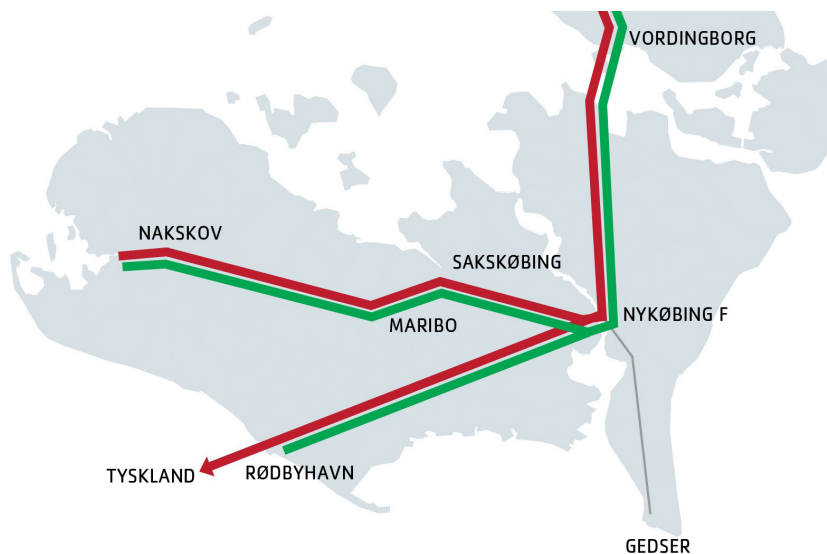 VORDINGBORG
NAKSKOV
SAKSKØBING
MARIBO
NYKØBING F
TYSKLAND
RØDBYHAVN
GEDSER